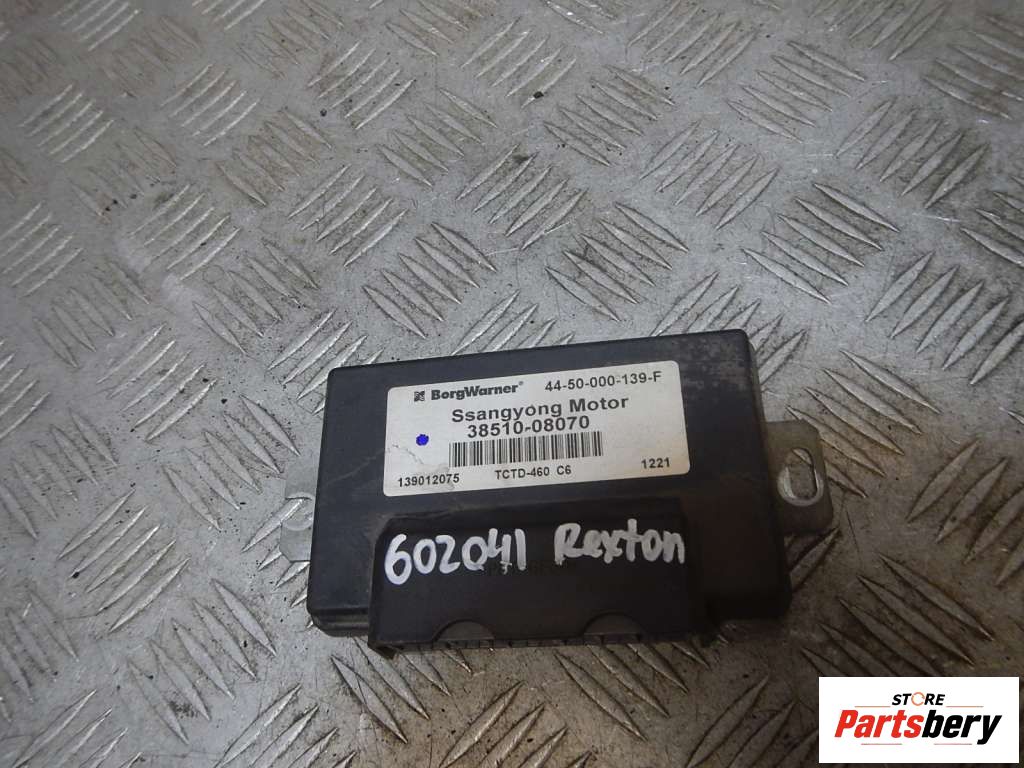 BorgWarner® 44-50-000-139-F
Ssangyong Motor
38510-08070
139012075 TCTD-460 C6 1221
602041 Rexton
STORE
Partsbery